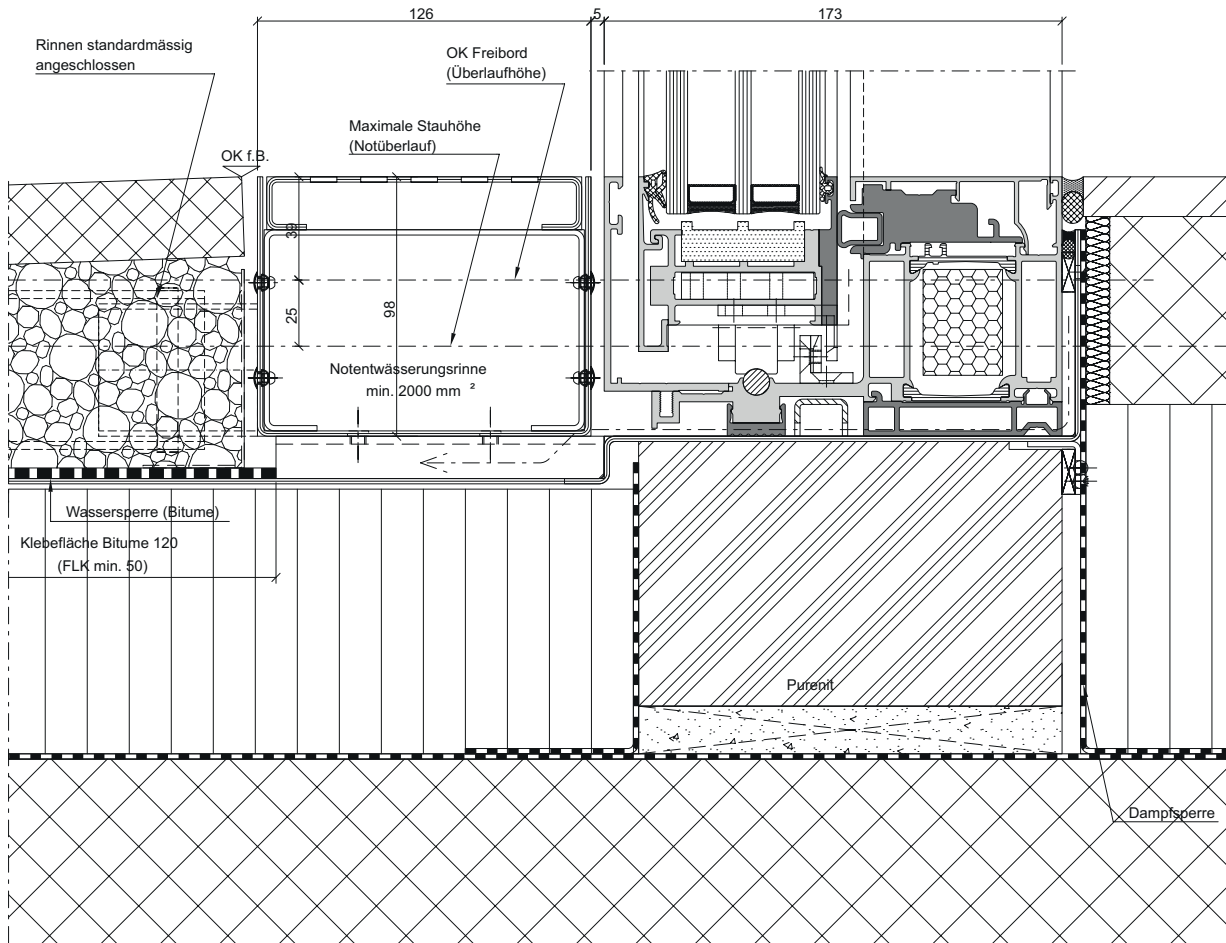 126
5
173
Rinnen standardmässig
angeschlossen
OK Freibord
(Überlaufhöhe)
Maximale Stauhöhe
(Notüberlauf)
OK f.B.
39
25
98
Notentwässerungsrinne
min. 2000 mm ²
Wassersperre (Bitume)
Klebefläche Bitume 120
(FLK min. 50)
Purenit
Dampfsperre